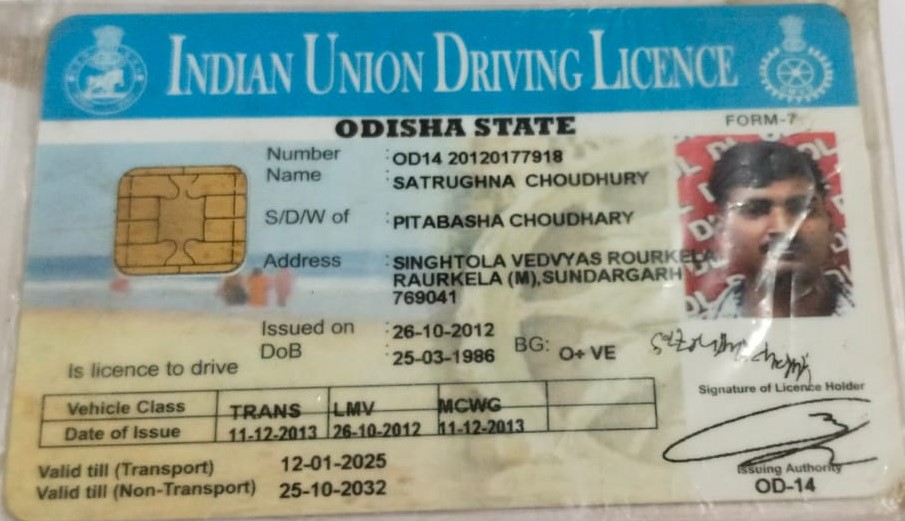 INDIAN UNION DRIVING LICENCE
ODISHA STATE
FORM-7
Number : OD14 20120177918
Name : SATRUGHNA CHOUDHURY
S/D/W of : PITABASHA CHOUDHARY
Address : SINGHTOLA VEDVYAS ROURKELA
RAURKELA (M),SUNDARGARH
769041
Issued on : 26-10-2012
DoB : 25-03-1986 BG: O+ VE
Is licence to drive
Signature of Licence Holder
Vehicle Class TRANS LMV MCWG
Date of Issue 11-12-2013 26-10-2012 11-12-2013
Valid till (Transport) 12-01-2025
Valid till (Non-Transport) 25-10-2032
Issuing Authority
OD-14